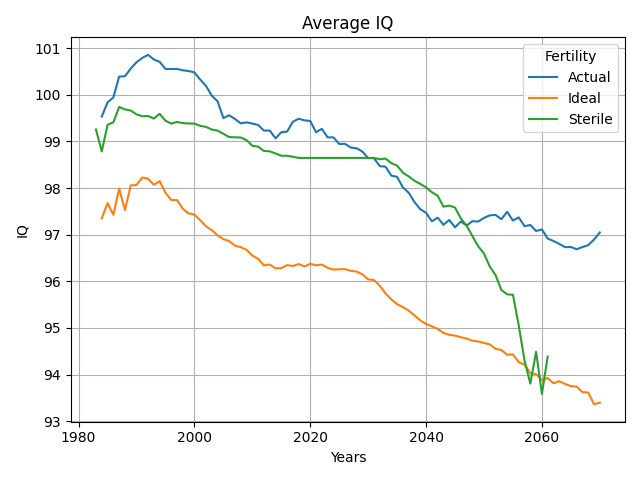 Average IQ
101
100
99
98
97
96
95
94
93
IQ
Fertility
Actual
Ideal
Sterile
1980 2000 2020 2040 2060
Years